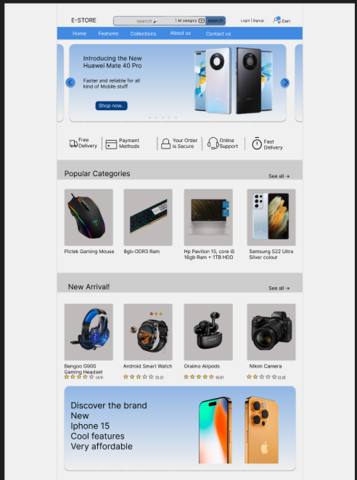 E-STORE
search
All category
search
Login | Signup
Cart
Home
Features
Collections
About us
Contact us
Introducing the New
Huawei Mate 40 Pro
Faster and reliable for all
kind of Mobile stuff
Shop now..
Free
Delivery
Payment
Methods
Your Order
Is Secure
Online
Support
Fast
Delivery
Popular Categories
See all →
Pictek Gaming Mouse
8gb-DDR3 Ram
Hp Pavilion 15, core i5
16gb Ram + 1TB HDD
Samsung S22 Ultra
Silver colour
New Arrival!
See all →
Bengoo G900
Gaming Headset
Android Smart Watch
Oraimo Airpods
Nikon Camera
Discover the brand
New
Iphone 15
Cool features
Very affordable